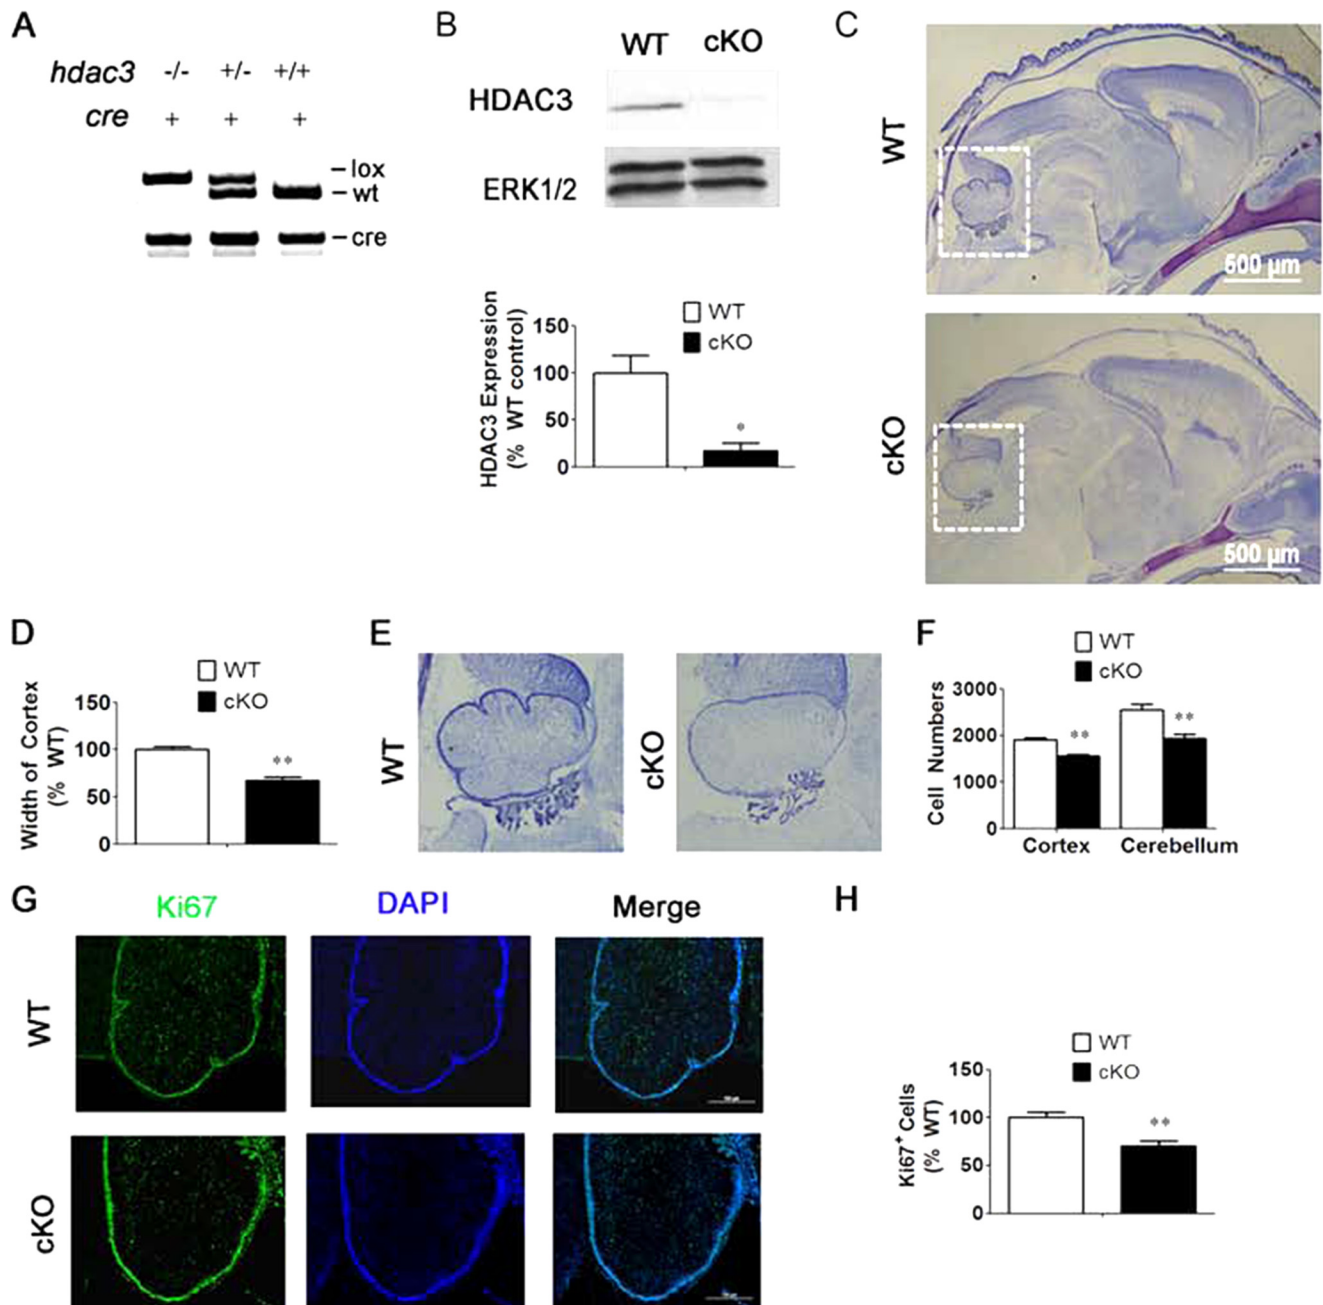 A
hdac3 -/- +/- +/+
cre + + +
lox
wt
cre
B
WT cKO
HDAC3
ERK1/2
HDAC3 Expression
(% WT control)
150
100
50
0
WT
cKO
*
C
WT
500 µm
cKO
500 µm
D
Width of Cortex
(% WT)
150
100
50
0
WT
cKO
**
E
WT
cKO
F
WT
cKO
Cell Numbers
3000
2000
1000
0
**
**
Cortex Cerebellum
G
Ki67 DAPI Merge
WT
cKO
H
WT
cKO
Ki67+ Cells
(% WT)
150
100
50
0
**